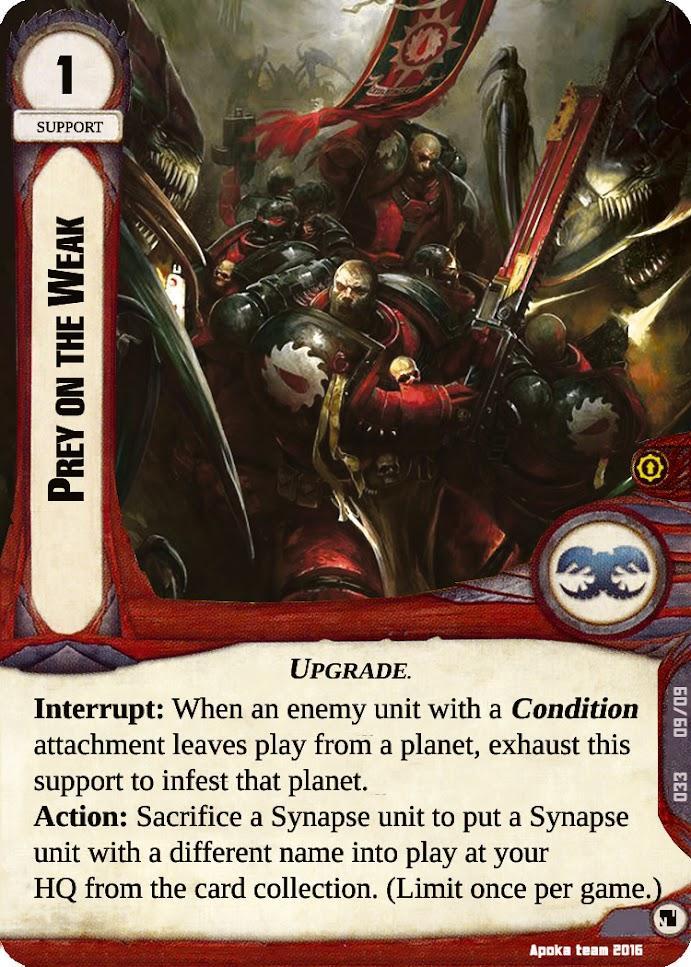 1
SUPPORT
PREY ON THE WEAK
UPGRADE.
Interrupt: When an enemy unit with a Condition
attachment leaves play from a planet, exhaust this
support to infest that planet.
Action: Sacrifice a Synapse unit to put a Synapse
unit with a different name into play at your
HQ from the card collection. (Limit once per game.)
033 09/09
Apoka team 2016